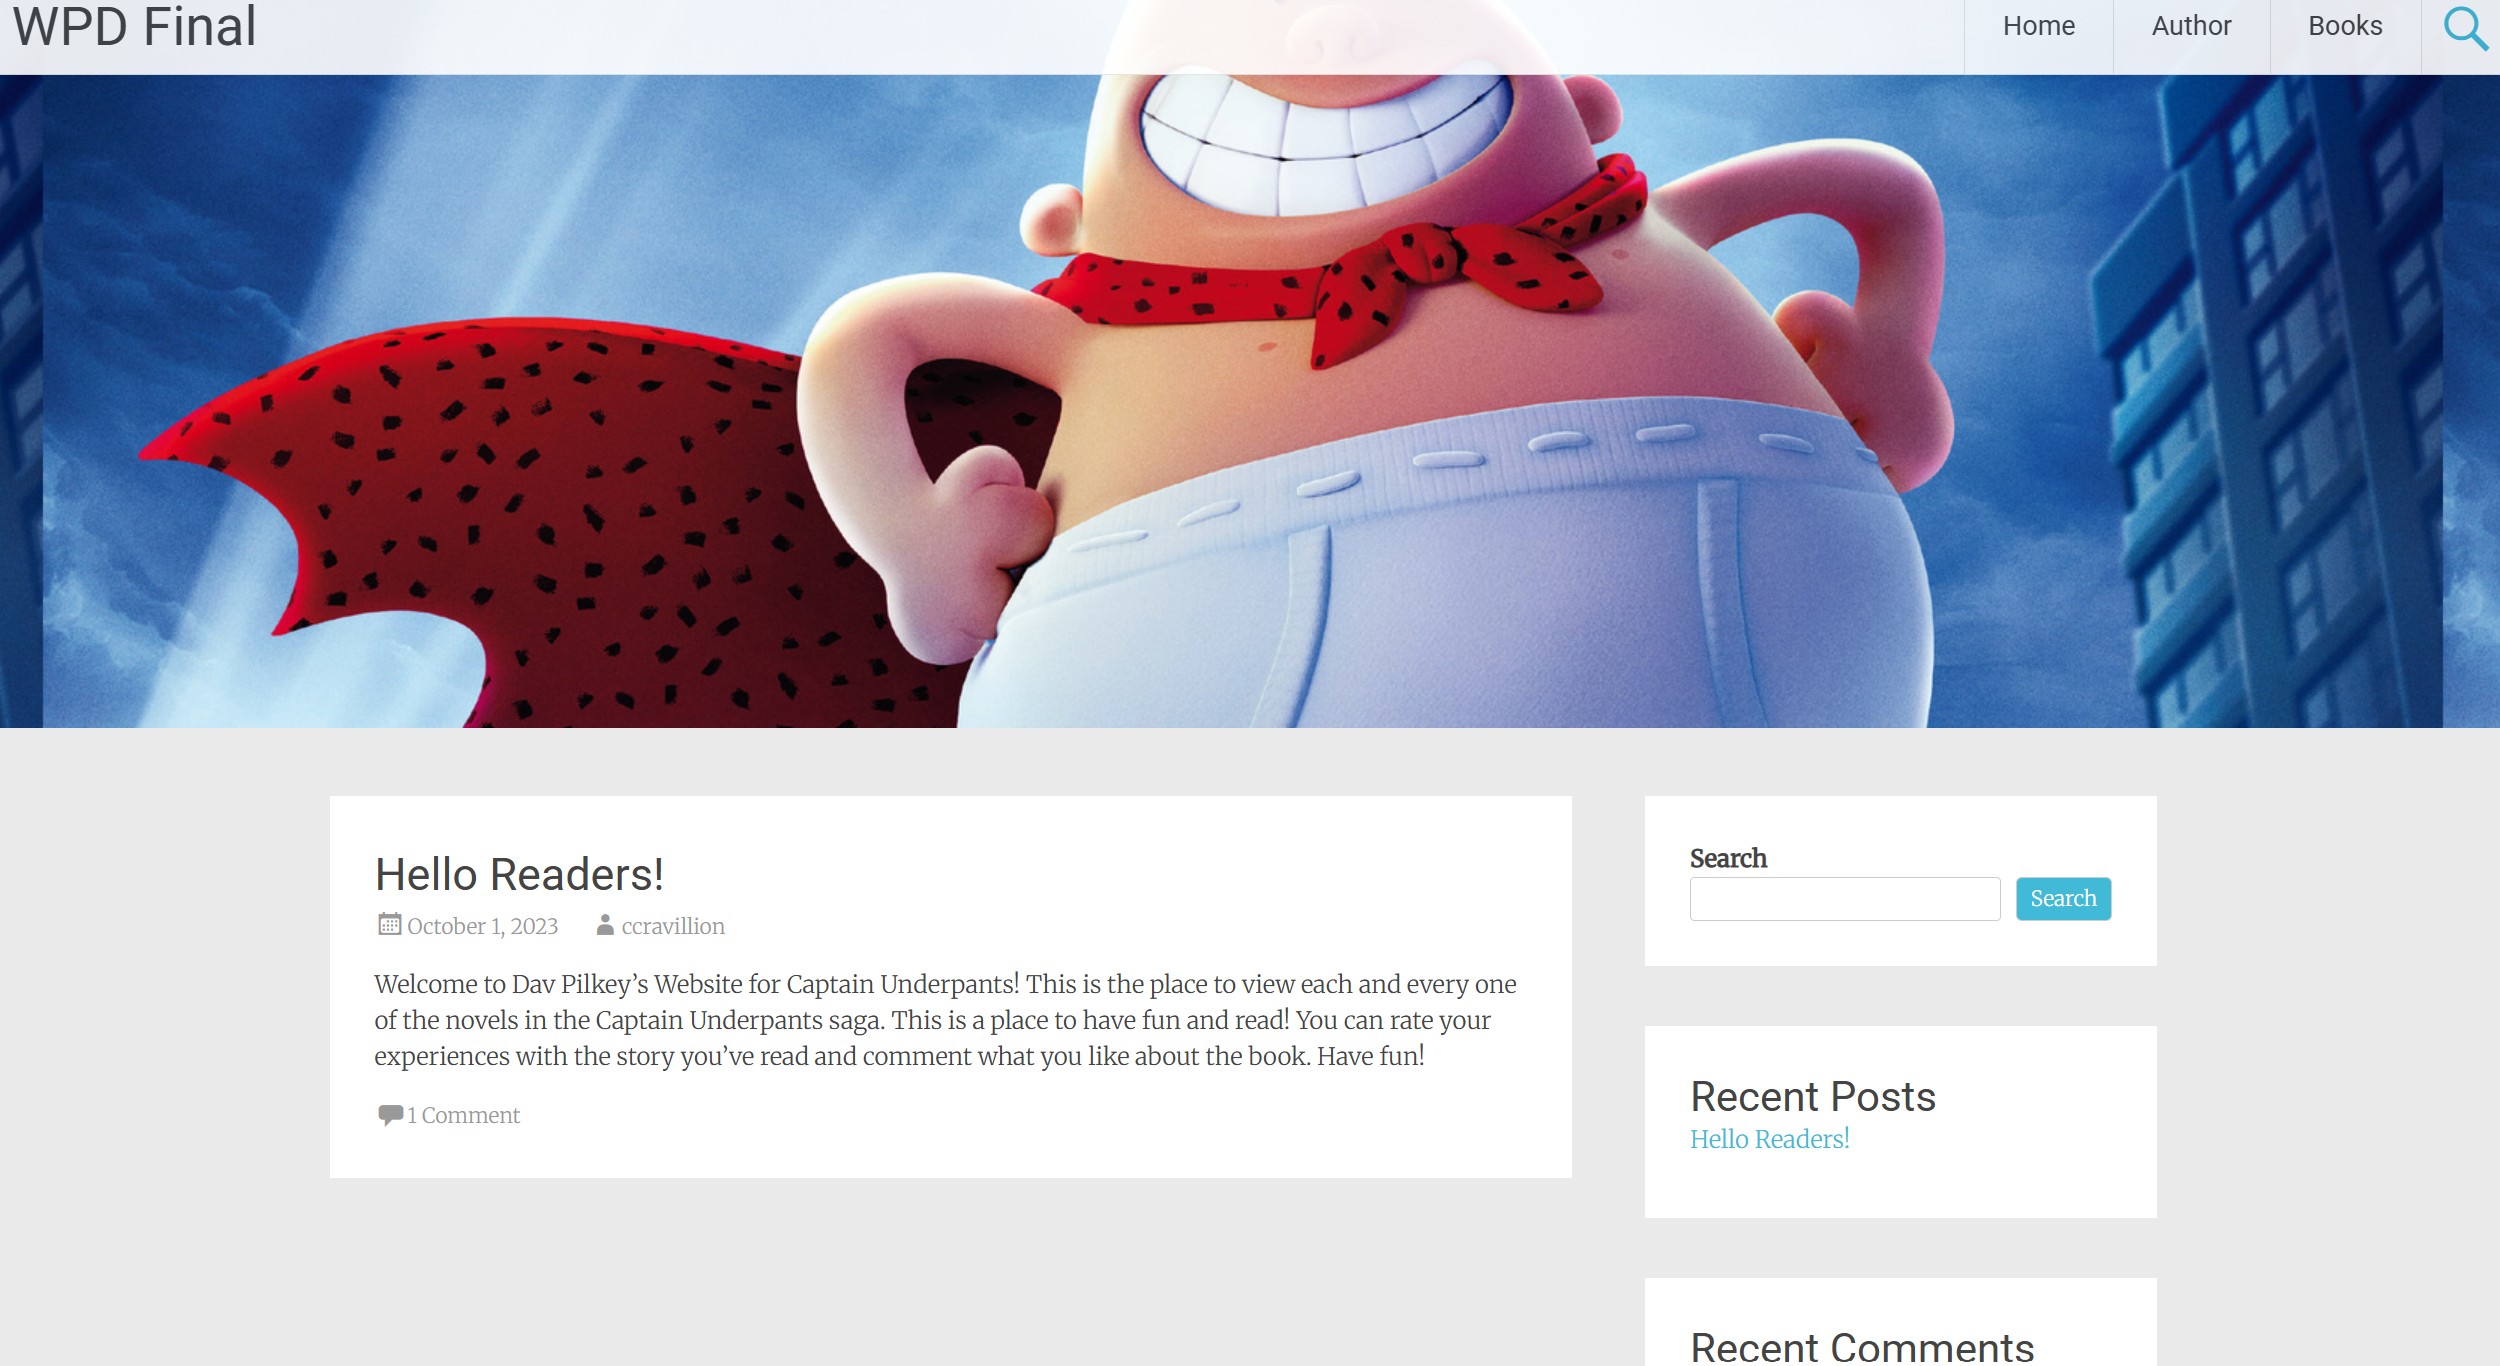 WPD Final
Home
Author
Books
Hello Readers!
October 1, 2023
ccravillion
Welcome to Dav Pilkey’s Website for Captain Underpants! This is the place to view each and every one
of the novels in the Captain Underpants saga. This is a place to have fun and read! You can rate your
experiences with the story you’ve read and comment what you like about the book. Have fun!
1 Comment
Search
Search
Recent Posts
Hello Readers!
Recent Comments